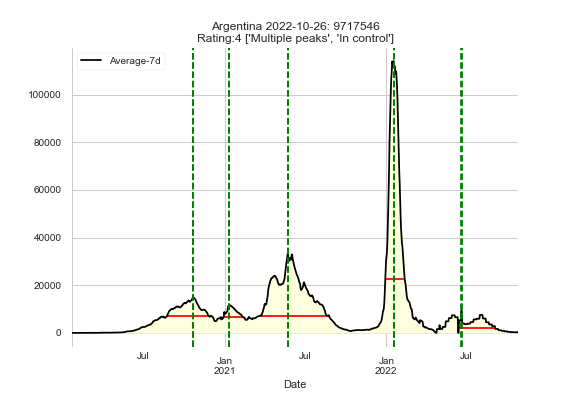 Argentina 2022-10-26: 9717546
Rating:4 ['Multiple peaks', 'In control']
Average-7d
100000
80000
60000
40000
20000
0
Jul
Jan
2021
Jul
Jan
2022
Jul
Date